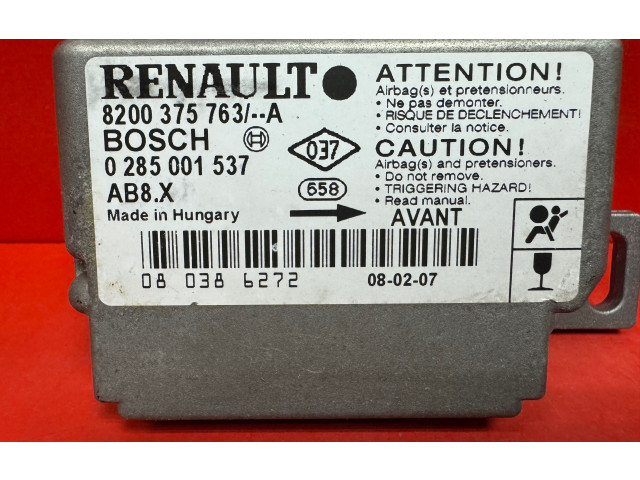 RENAULT
8200 375 763/--A
BOSCH
0 285 001 537
AB8.X
Made in Hungary
037
658
AVANT
ATTENTION!
Airbag(s) et pretensionneurs.
• Ne pas demonter.
• RISQUE DE DECLENCHEMENT!
• Consulter la notice.
CAUTION!
Airbag(s) and pretensioners.
• Do not remove.
• TRIGGERING HAZARD!
• Read manual.
08 038 6272
08-02-07